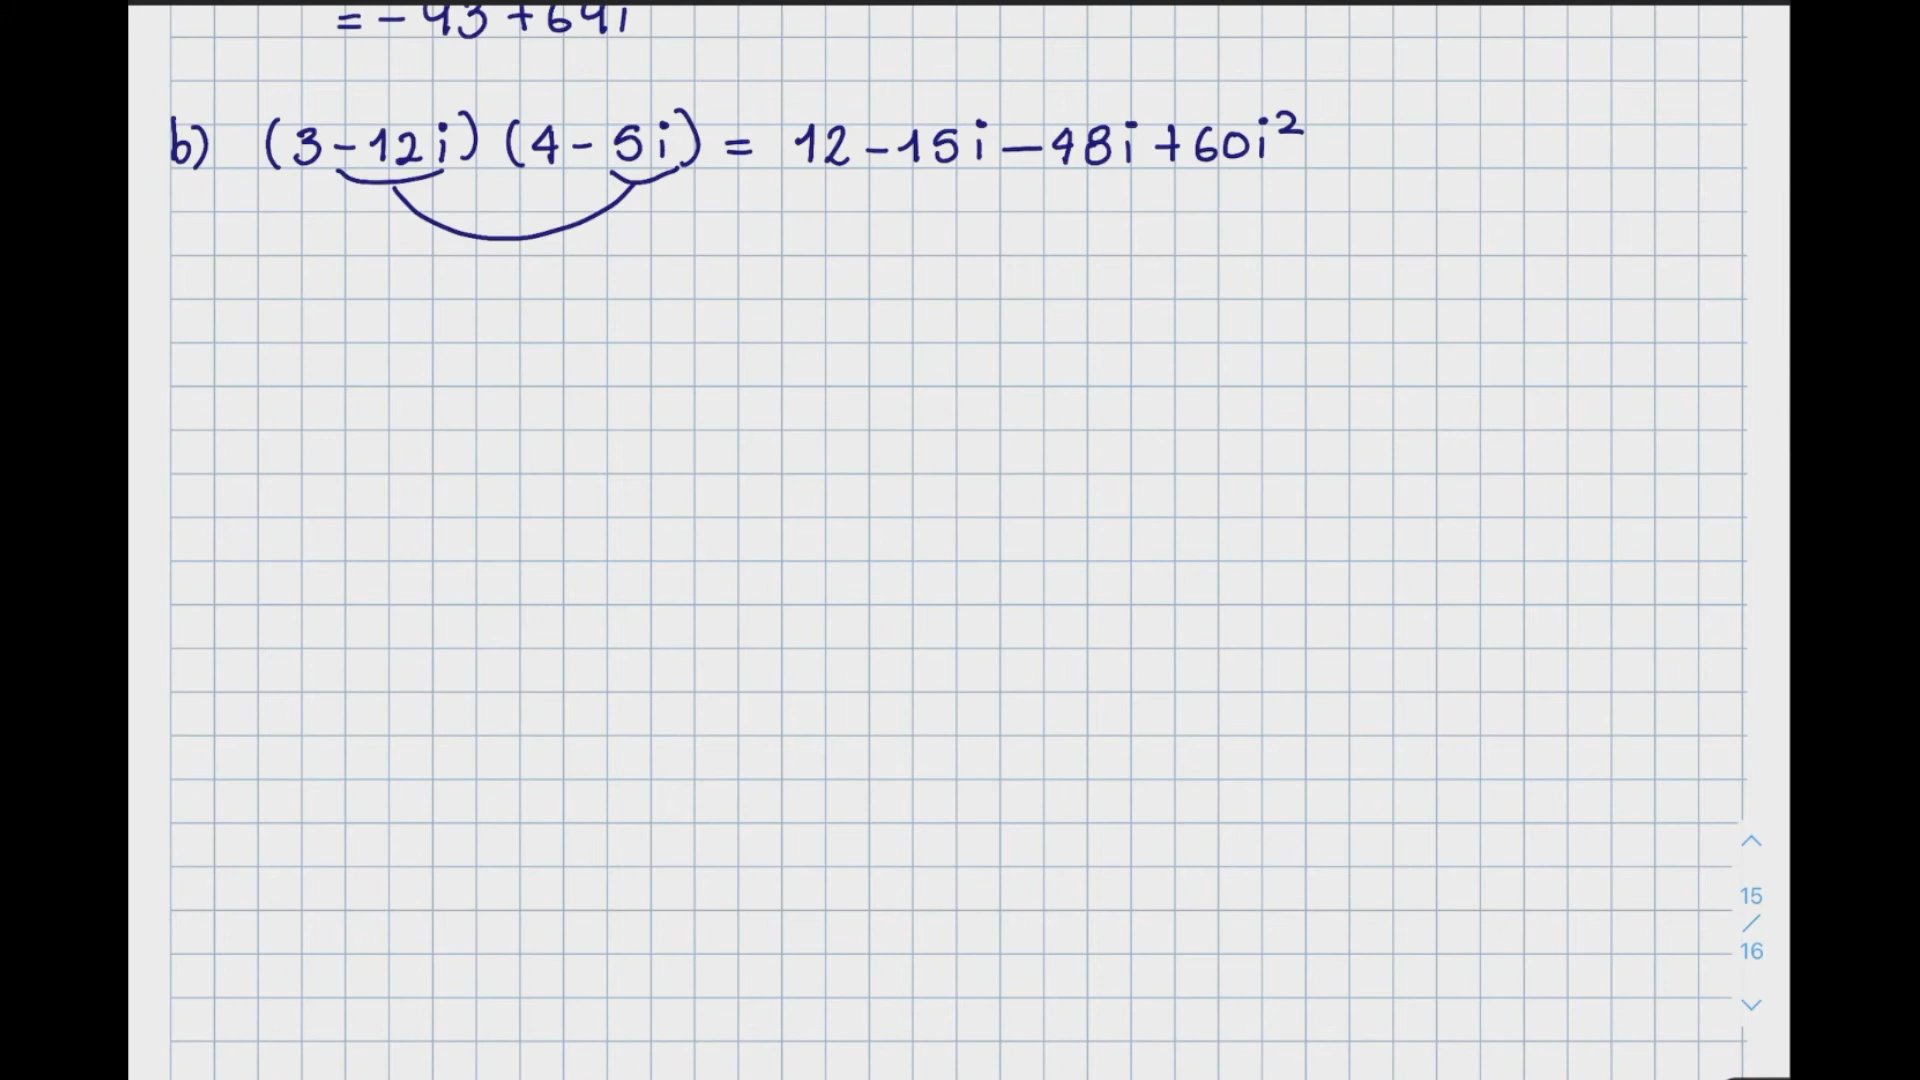 = - 43 + 64i
b) (3 - 12i) (4 - 5i) = 12 - 15i - 48i + 60i²
15
/
16